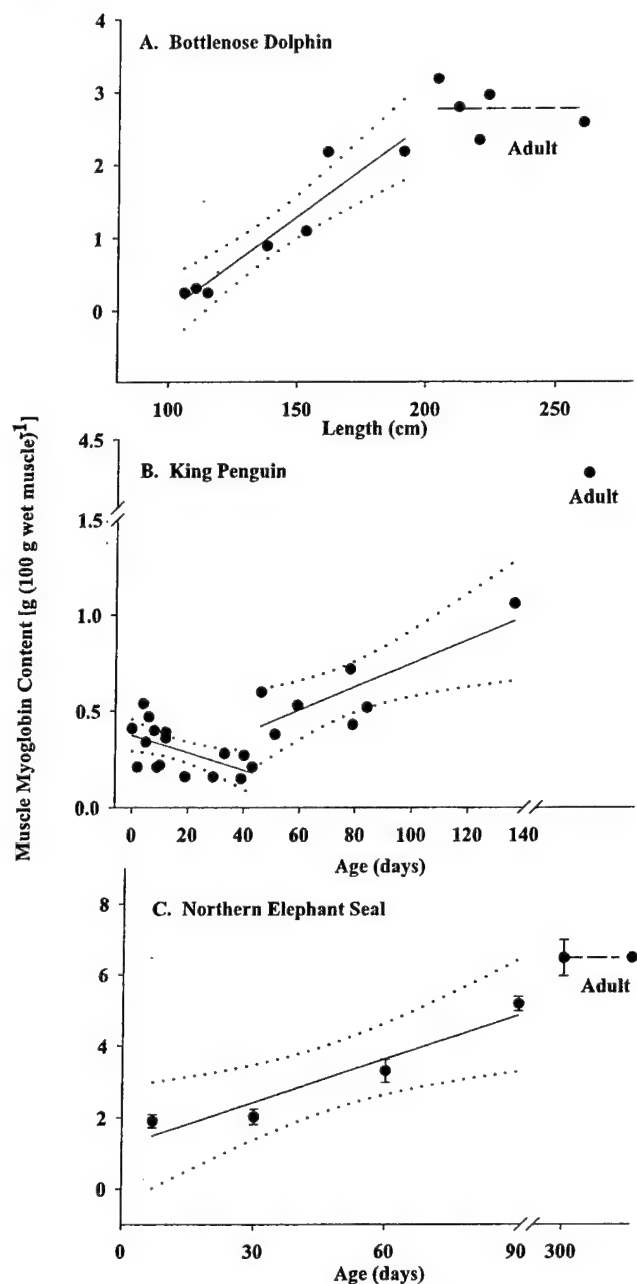 Muscle Myoglobin Content [g (100 g wet muscle)-1]
A. Bottlenose Dolphin
4
3
2
1
0
Adult
100 150 200 250
Length (cm)
B. King Penguin
4.5
1.5
1.0
0.5
0.0
Adult
0 20 40 60 80 100 120 140
Age (days)
C. Northern Elephant Seal
8
6
4
2
0
Adult
0 30 60 90 300
Age (days)